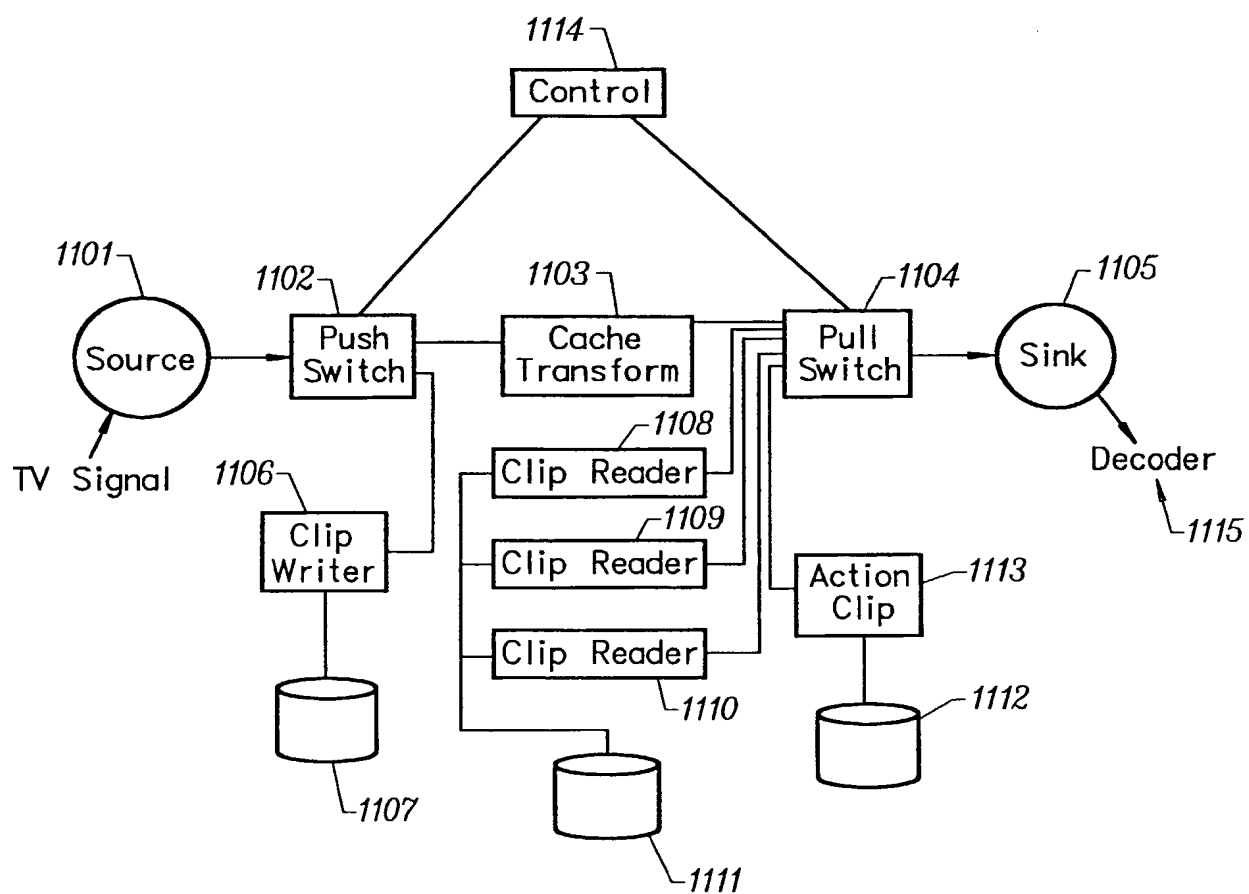 1114
Control
1101
1102
1103
1104
1105
Source
Push
Switch
Cache
Transform
Pull
Switch
Sink
TV Signal
Decoder
1115
1106
Clip
Writer
1108
Clip Reader
1109
Clip Reader
Clip Reader
1110
Action
Clip
1113
1107
1111
1112